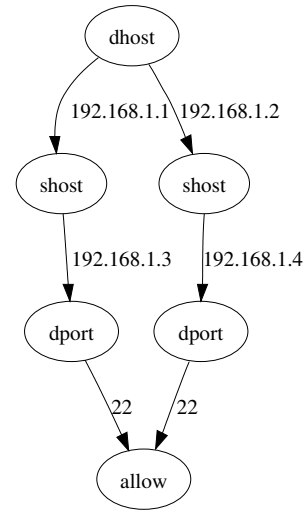 dhost
192.168.1.1 192.168.1.2
shost shost
192.168.1.3 192.168.1.4
dport dport
22 22
allow